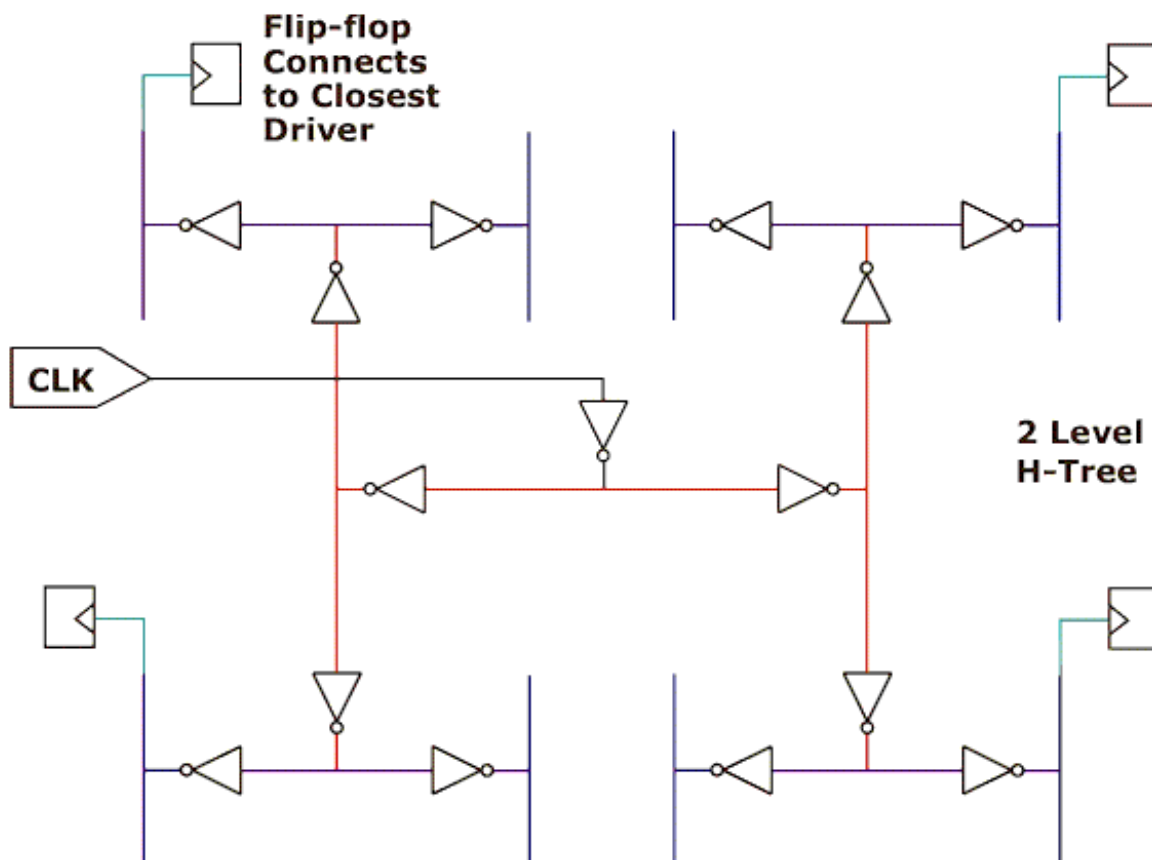 Flip-flop
Connects
to Closest
Driver
CLK
2 Level
H-Tree